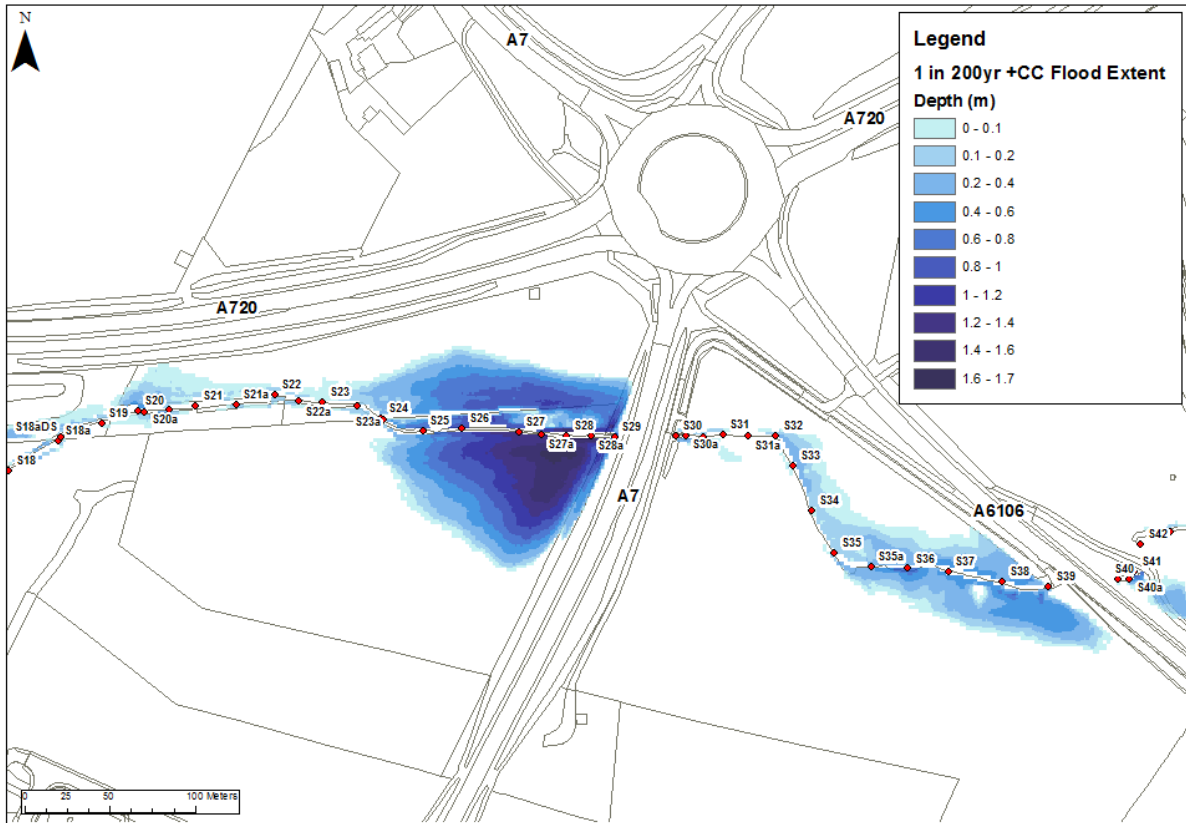 N
A7
A720
Legend
1 in 200yr +CC Flood Extent
Depth (m)
0 - 0.1
0.1 - 0.2
0.2 - 0.4
0.4 - 0.6
0.6 - 0.8
0.8 - 1
1 - 1.2
1.2 - 1.4
1.4 - 1.6
1.6 - 1.7
A720
S18aDS
S18a
S18
S19
S20
S20a
S21
S21a
S22
S22a
S23
S23a
S24
S25
S26
S27
S27a
S28
S28a
S29
S30
S30a
S31
S31a
S32
S33
S34
S35
S35a
S36
S37
S38
S39
S40
S40a
S41
S42
A7
A6106
0 25 50 100 Meters